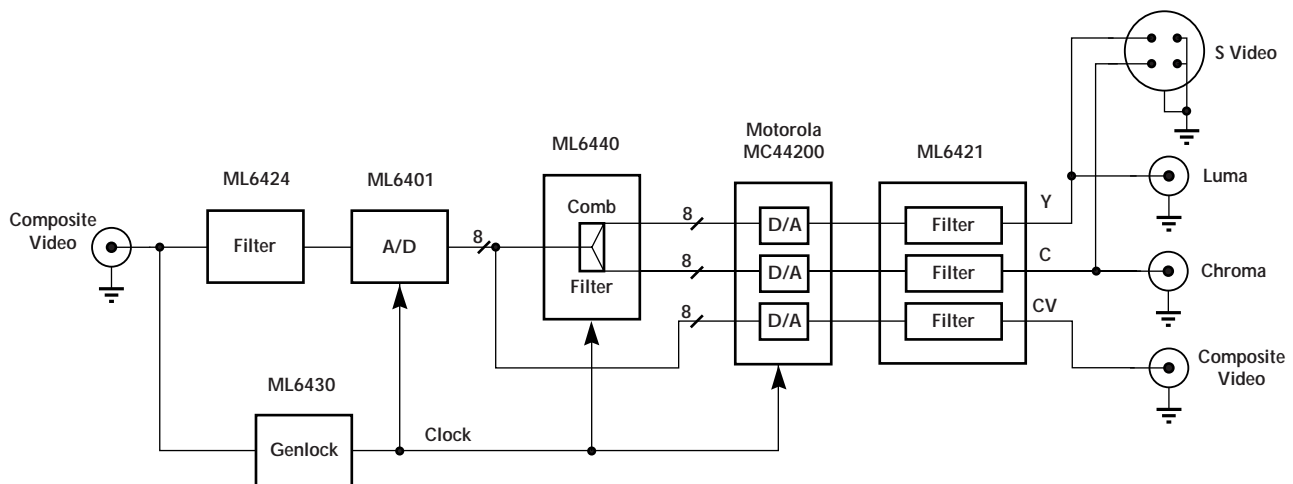 S Video
Motorola
MC44200
ML6440
ML6421
ML6424
ML6401
Luma
Composite
Video
Filter
A/D
8
Comb
Filter
8
8
8
D/A
D/A
D/A
Filter
Filter
Filter
Y
C
CV
Chroma
Composite
Video
ML6430
Genlock
Clock